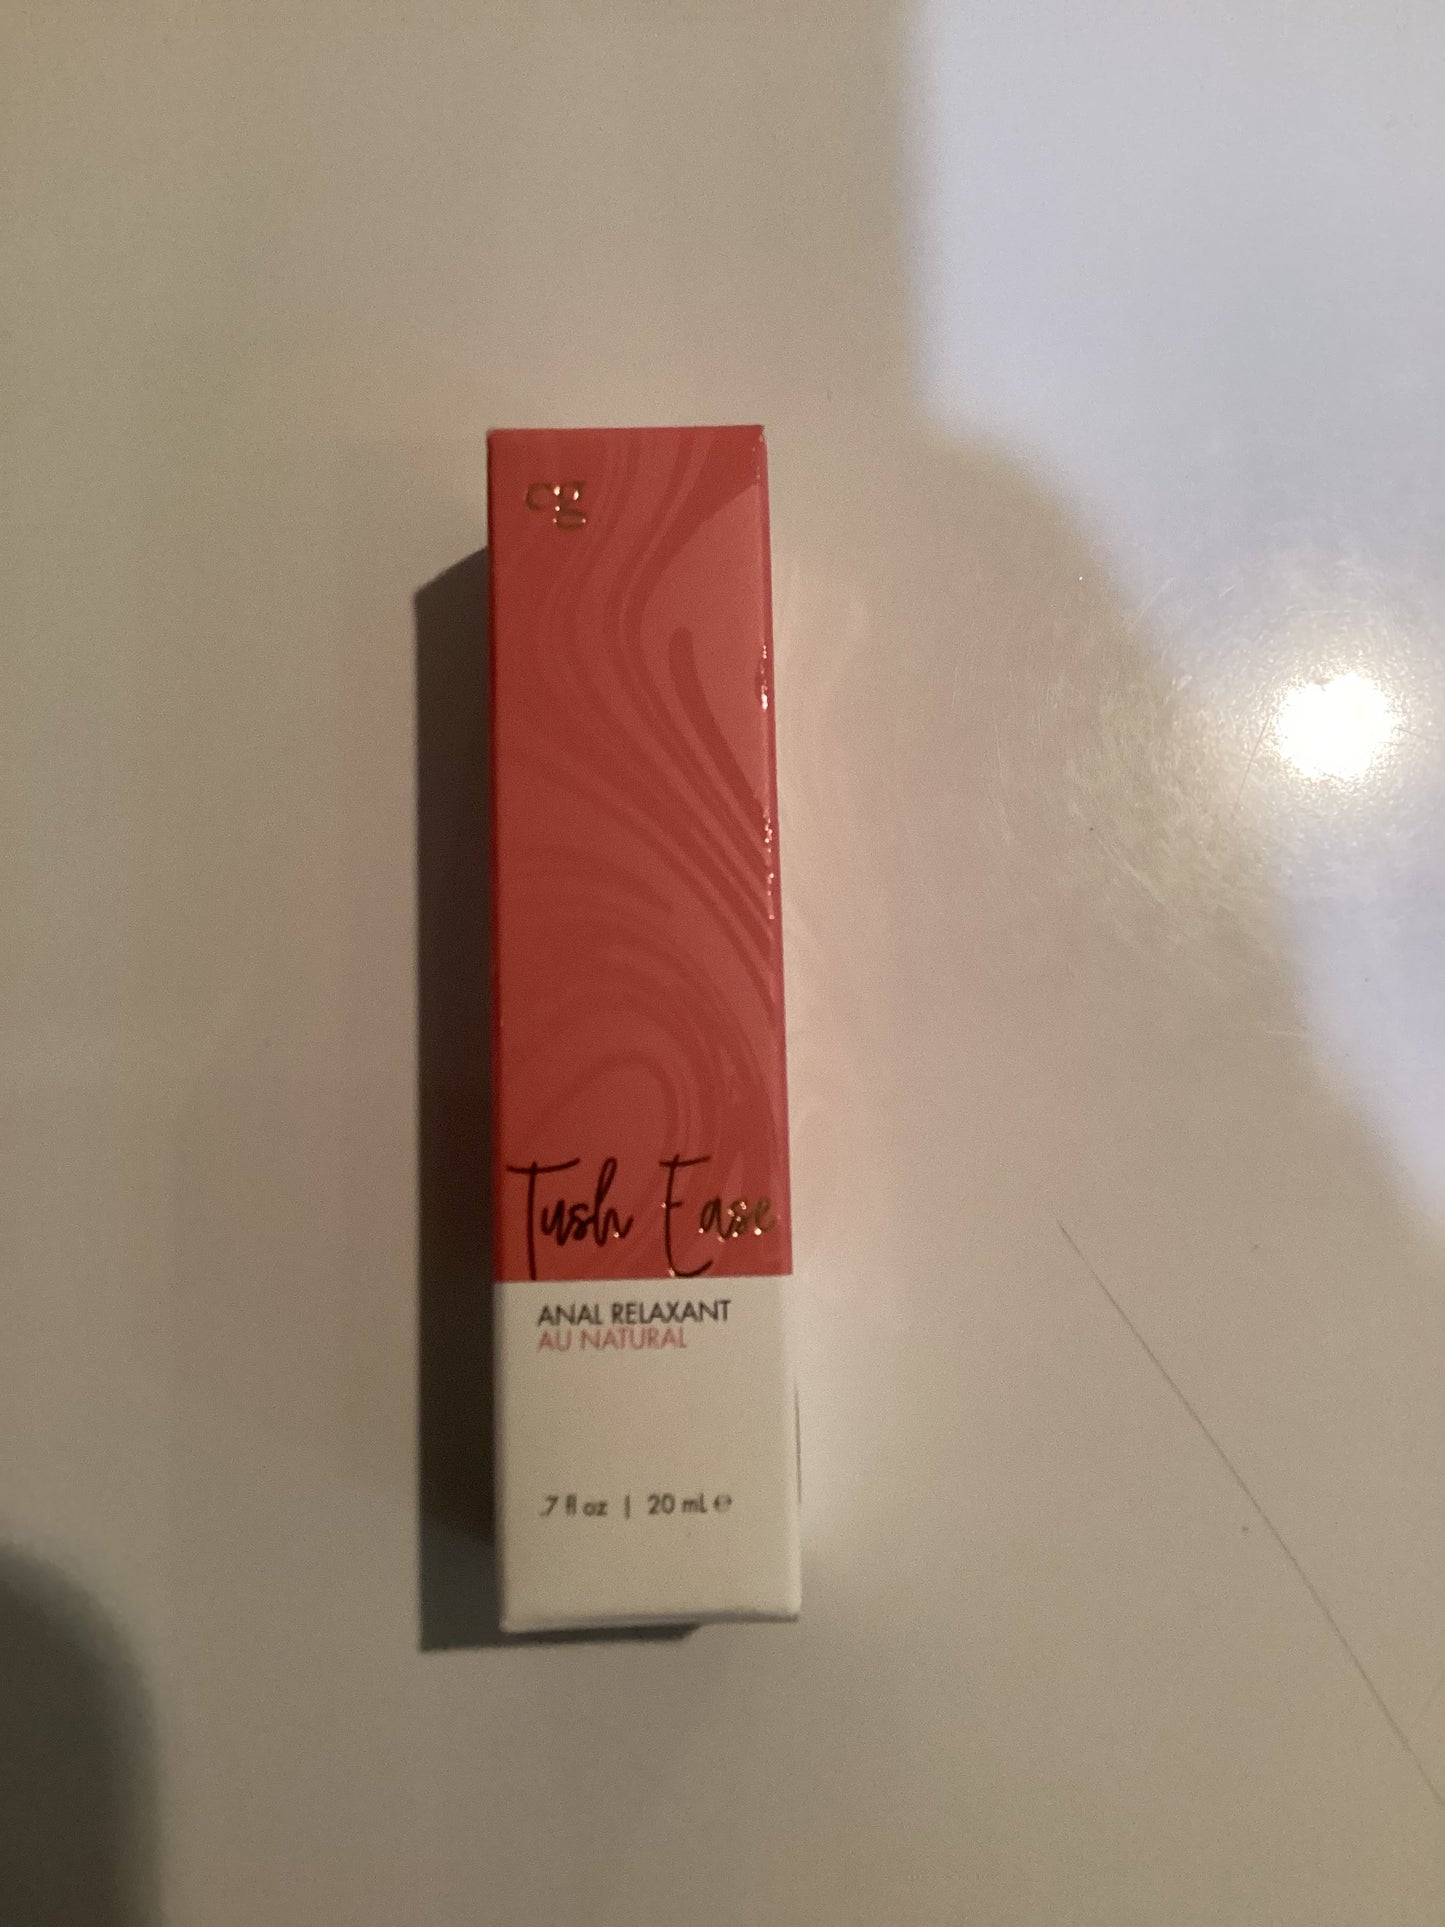 cg
Tush Ease
ANAL RELAXANT
AU NATURAL
.7 fl oz | 20 mL ℮